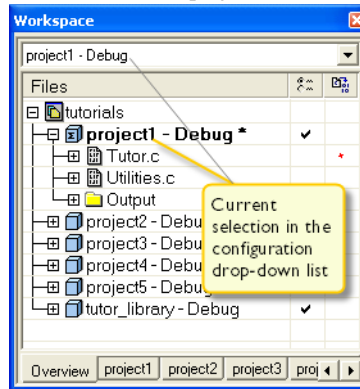 Workspace
project1 - Debug
Files
tutorials
project1 - Debug *
Tutor.c
Utilities.c
Output
project2 - Debu
project3 - Debu
project4 - Debu
project5 - Debug
tutor_library - Debug
Current
selection in the
configuration
drop-down list
Overview project1 project2 project3 proj